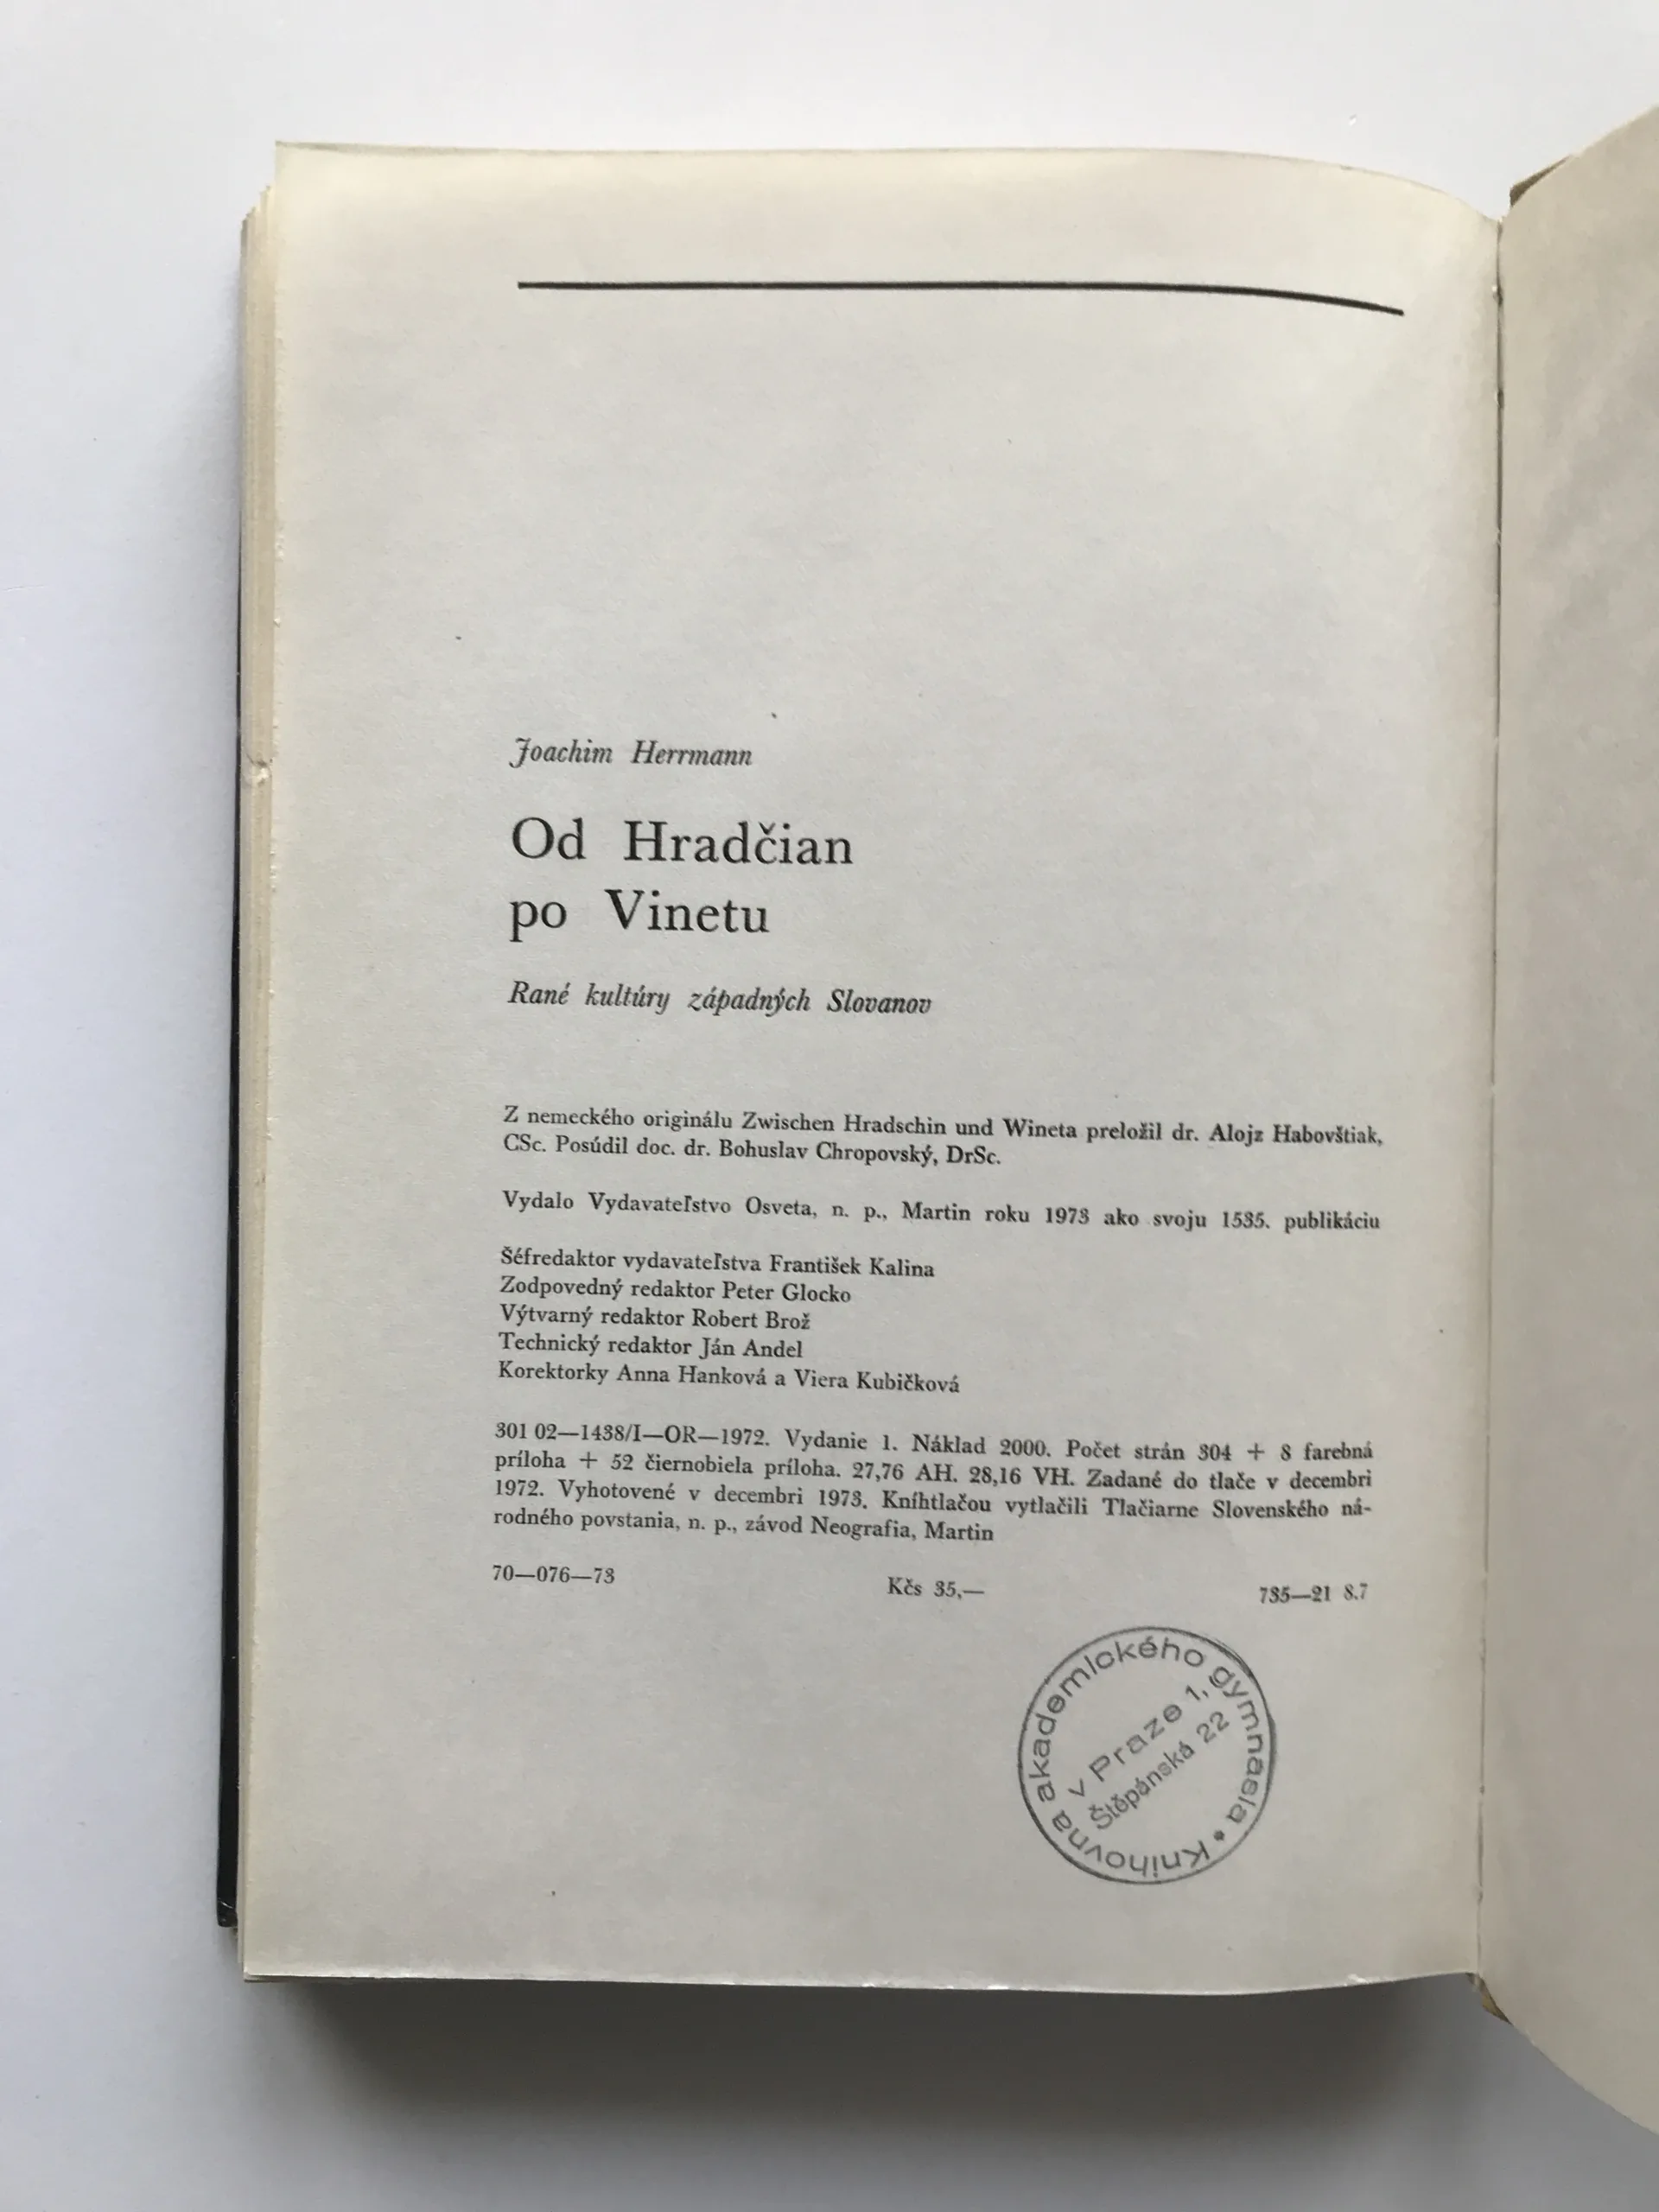 Joachim Herrmann
Od Hradčian
po Vinetu
Rané kultúry západných Slovanov
Z nemeckého originálu Zwischen Hradschin und Wineta preložil dr. Alojz Habovštiak,
CSc. Posúdil doc. dr. Bohuslav Chropovský, DrSc.
Vydalo Vydavateľstvo Osveta, n. p., Martin roku 1973 ako svoju 1535. publikáciu
Šéfredaktor vydavateľstva František Kalina
Zodpovedný redaktor Peter Glocko
Výtvarný redaktor Robert Brož
Technický redaktor Ján Andel
Korektorky Anna Hanková a Viera Kubičková
301 02—1438/I—OR—1972. Vydanie 1. Náklad 2000. Počet strán 304 + 8 farebná
príloha + 52 čiernobiela príloha. 27,76 AH. 28,16 VH. Zadané do tlače v decembri
1972. Vyhotovené v decembri 1973. Kníhtlačou vytlačili Tlačiarne Slovenského ná-
rodného povstania, n. p., závod Neografia, Martin
70—076—73 Kčs 35,— 735—21 8.7
Knihovna akademického gymnasia •
v Praze 1,
Štěpánská 22